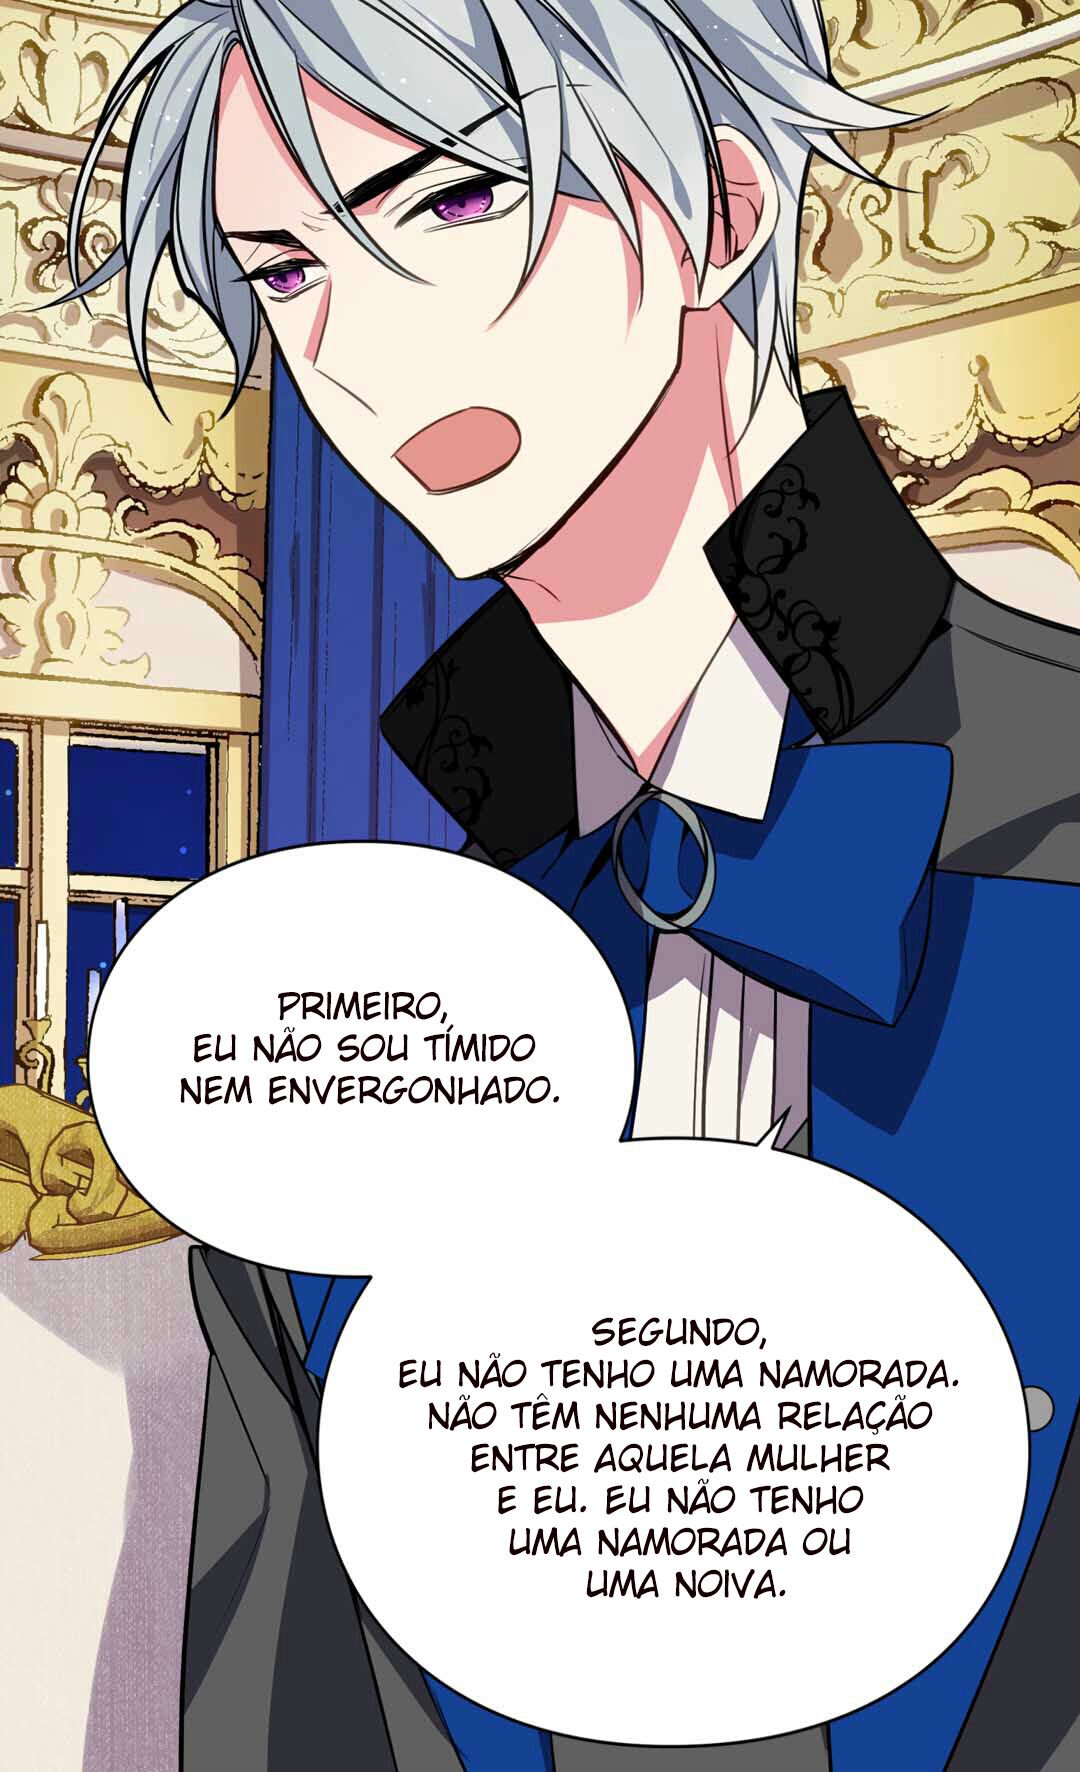 PRIMEIRO,
EU NÃO SOU TÍMIDO
NEM ENVERGONHADO.
SEGUNDO,
EU NÃO TENHO UMA NAMORADA.
NÃO TÊM NENHUMA RELAÇÃO
ENTRE AQUELA MULHER
E EU. EU NÃO TENHO
UMA NAMORADA OU
UMA NOIVA.